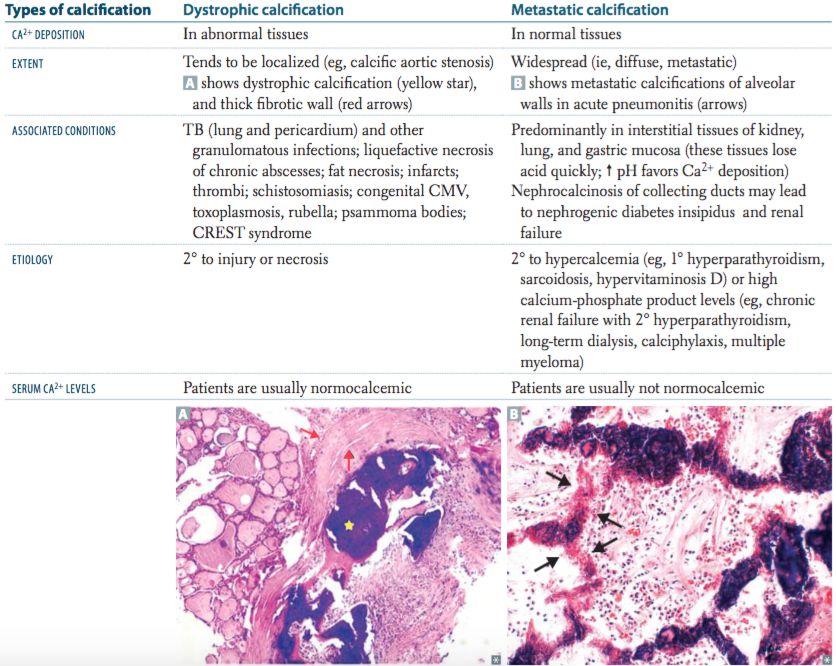 Types of calcification Dystrophic calcification Metastatic calcification
CA2+ DEPOSITION In abnormal tissues In normal tissues
EXTENT Tends to be localized (eg, calcific aortic stenosis)
A shows dystrophic calcification (yellow star),
and thick fibrotic wall (red arrows)
Widespread (ie, diffuse, metastatic)
B shows metastatic calcifications of alveolar
walls in acute pneumonitis (arrows)
ASSOCIATED CONDITIONS TB (lung and pericardium) and other
granulomatous infections; liquefactive necrosis
of chronic abscesses; fat necrosis; infarcts;
thrombi; schistosomiasis; congenital CMV,
toxoplasmosis, rubella; psammoma bodies;
CREST syndrome
Predominantly in interstitial tissues of kidney,
lung, and gastric mucosa (these tissues lose
acid quickly; ↑ pH favors Ca2+ deposition)
Nephrocalcinosis of collecting ducts may lead
to nephrogenic diabetes insipidus and renal
failure
ETIOLOGY 2° to injury or necrosis
2° to hypercalcemia (eg, 1° hyperparathyroidism,
sarcoidosis, hypervitaminosis D) or high
calcium-phosphate product levels (eg, chronic
renal failure with 2° hyperparathyroidism,
long-term dialysis, calciphylaxis, multiple
myeloma)
SERUM CA2+ LEVELS Patients are usually normocalcemic Patients are usually not normocalcemic
A B